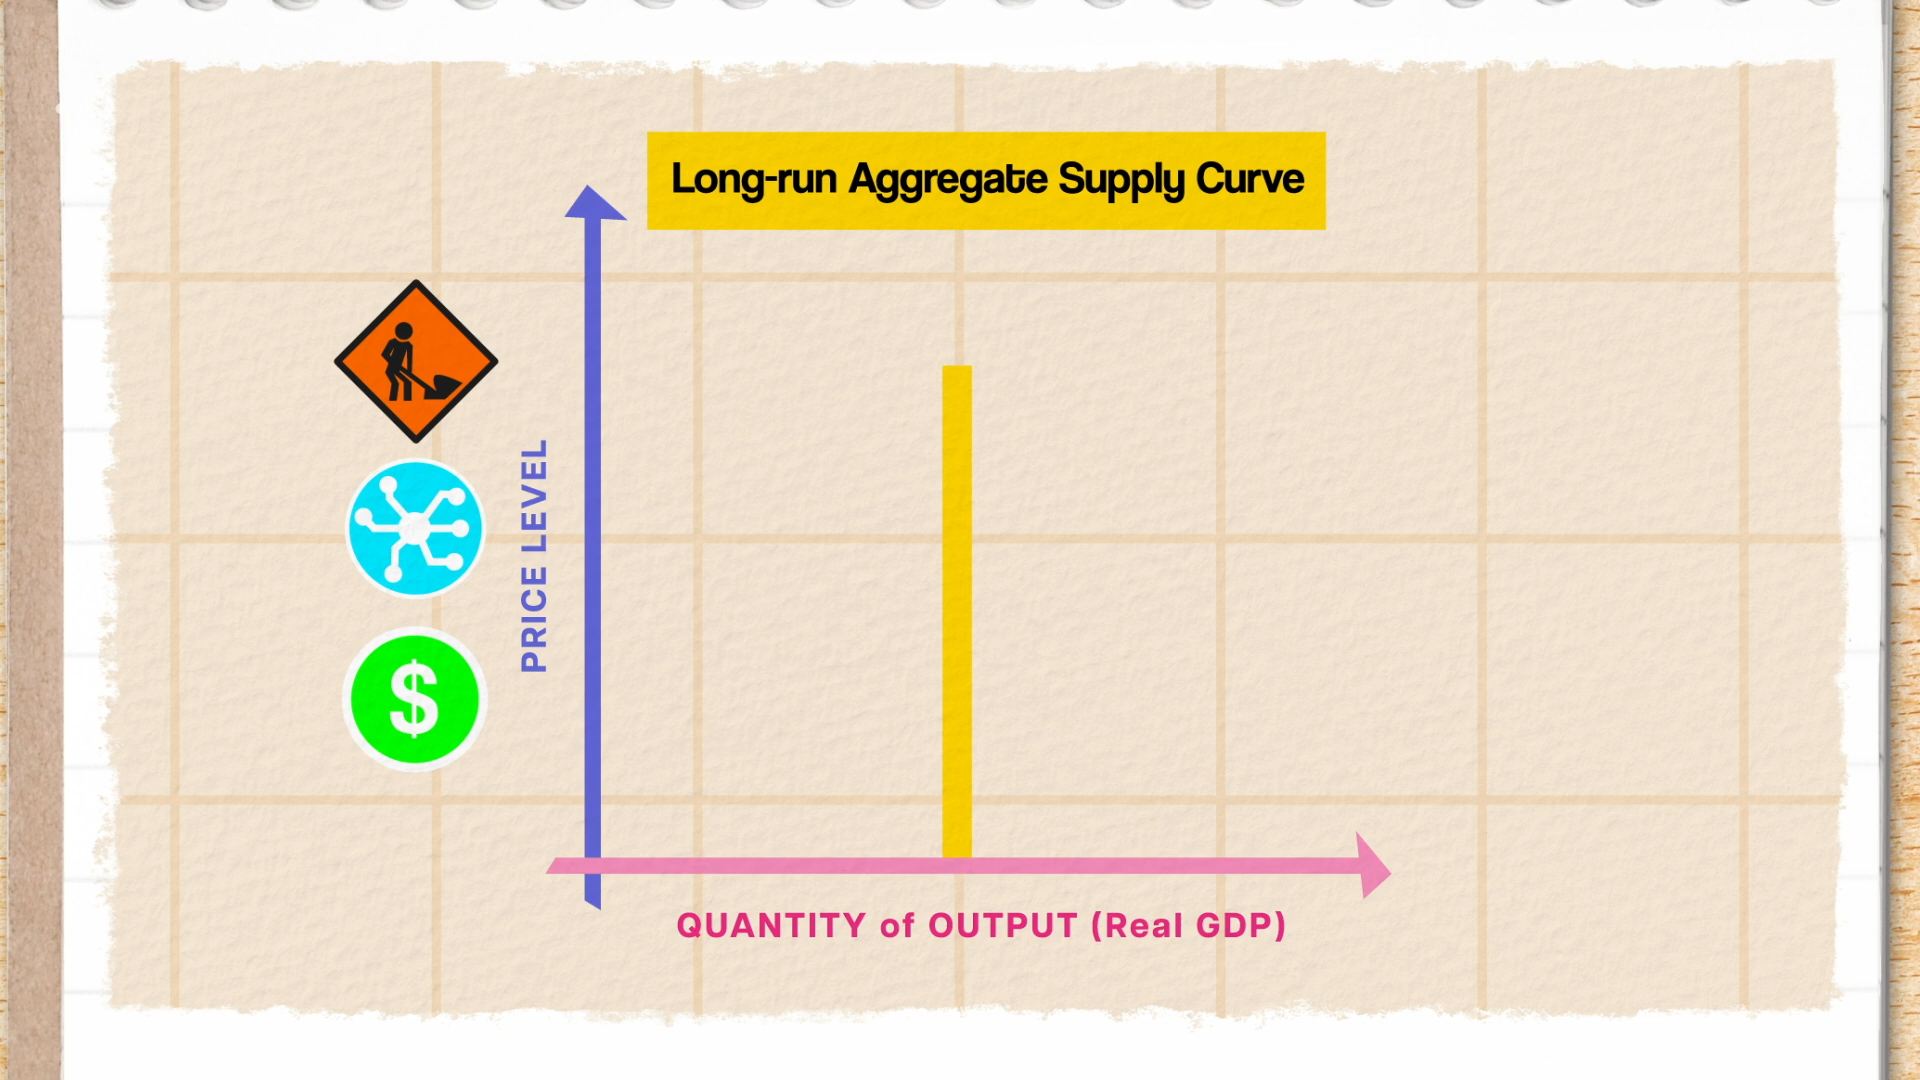 Long-run Aggregate Supply Curve
PRICE LEVEL
$
QUANTITY of OUTPUT (Real GDP)